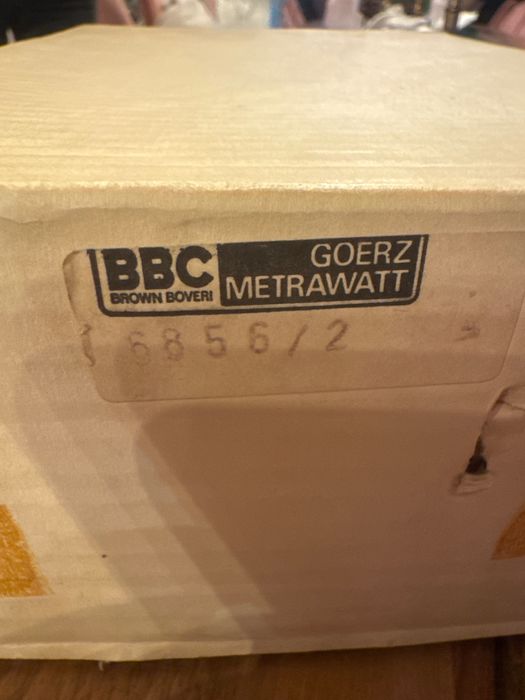 BBC
BROWN BOVERI
GOERZ
METRAWATT
6856/2